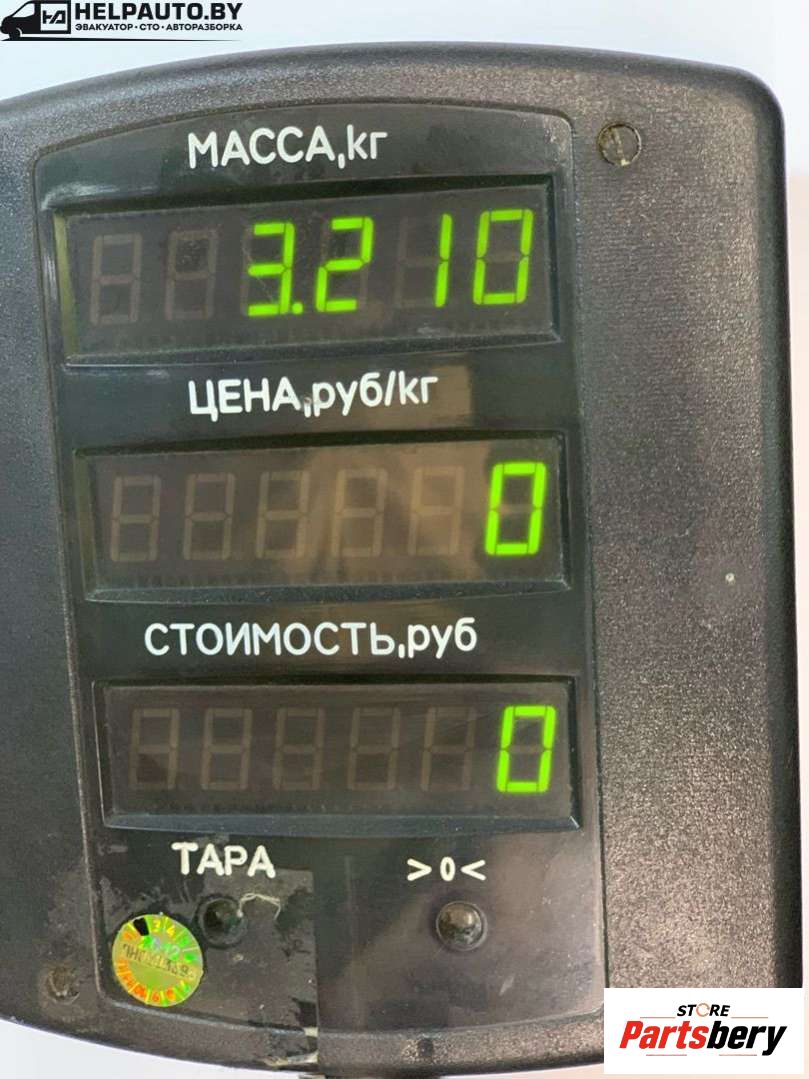 HELPAUTO.BY
ЭВАКУАТОР • СТО • АВТОРАЗБОРКА
МАССА,кг
3.210
ЦЕНА,руб/кг
0
СТОИМОСТЬ,руб
0
ТАРА >0<
STORE
Partsbery